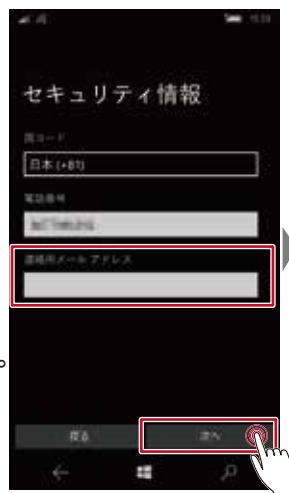 セキュリティ情報
国コード
日本 (+81)
電話番号
連絡用メール アドレス
戻る
次へ